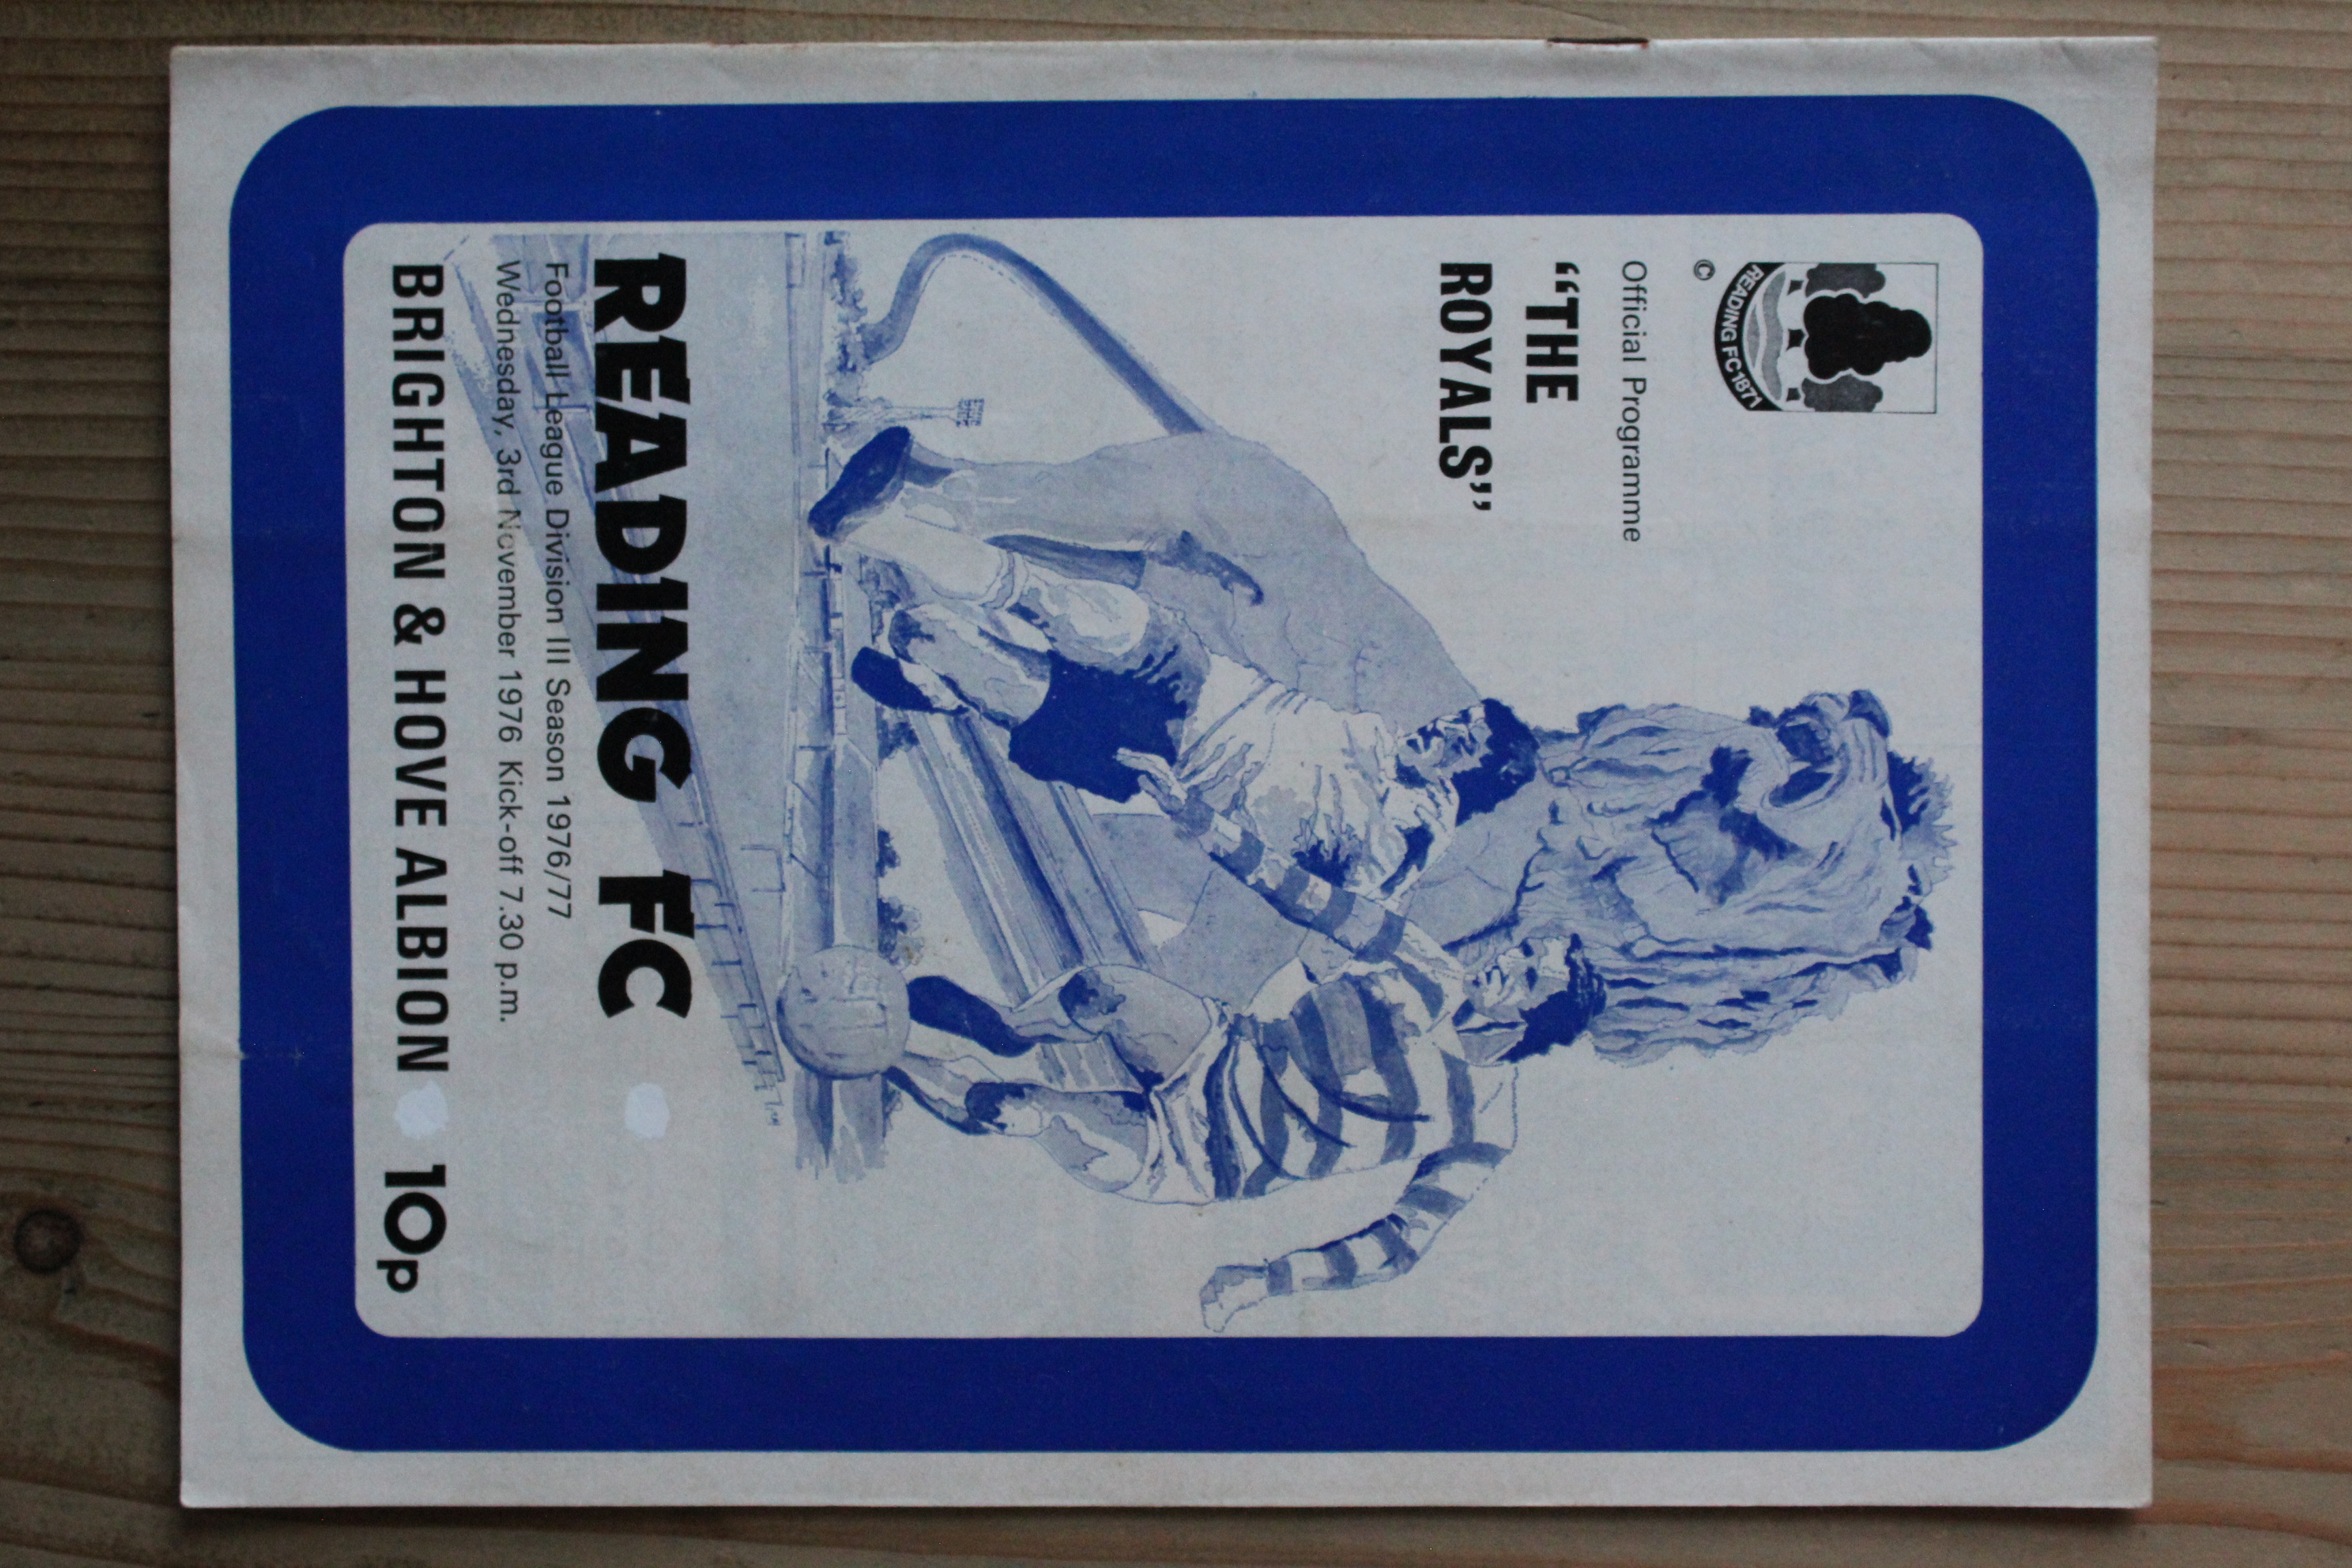 READING FC 1871
©
Official Programme
“THE
ROYALS”
READING FC
Football League Division III Season 1976/77
Wednesday, 3rd November 1976 Kick-off 7.30 p.m.
BRIGHTON & HOVE ALBION 10p